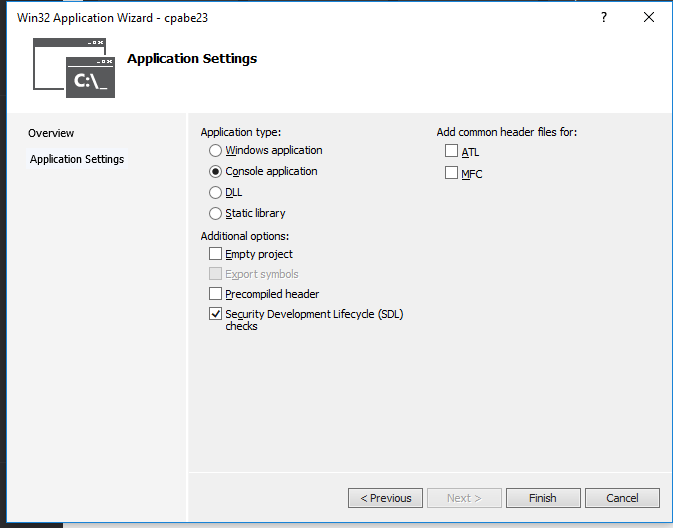 Win32 Application Wizard - cpabe23
?
C:\_
Application Settings
Overview
Application Settings
Application type:
Windows application
Console application
DLL
Static library
Additional options:
Empty project
Export symbols
Precompiled header
Security Development Lifecycle (SDL)
checks
Add common header files for:
ATL
MFC
< Previous
Next >
Finish
Cancel